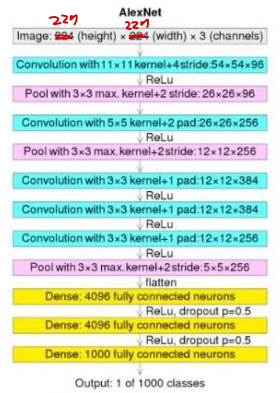 AlexNet
227 227
Image: 224 (height) × 224 (width) × 3 (channels)
Convolution with 11×11 kernel+4 stride:54×54×96
ReLu
Pool with 3×3 max. kernel+2 stride: 26×26×96
Convolution with 5×5 kernel+2 pad:26×26×256
ReLu
Pool with 3×3 max.kernel+2stride:12×12×256
Convolution with 3×3 kernel+1 pad:12×12×384
ReLu
Convolution with 3×3 kernel+1 pad:12×12×384
ReLu
Convolution with 3×3 kernel+1 pad:12×12×256
ReLu
Pool with 3×3 max.kernel+2stride:5×5×256
flatten
Dense: 4096 fully connected neurons
ReLu, dropout p=0.5
Dense: 4096 fully connected neurons
ReLu, dropout p=0.5
Dense: 1000 fully connected neurons
Output: 1 of 1000 classes